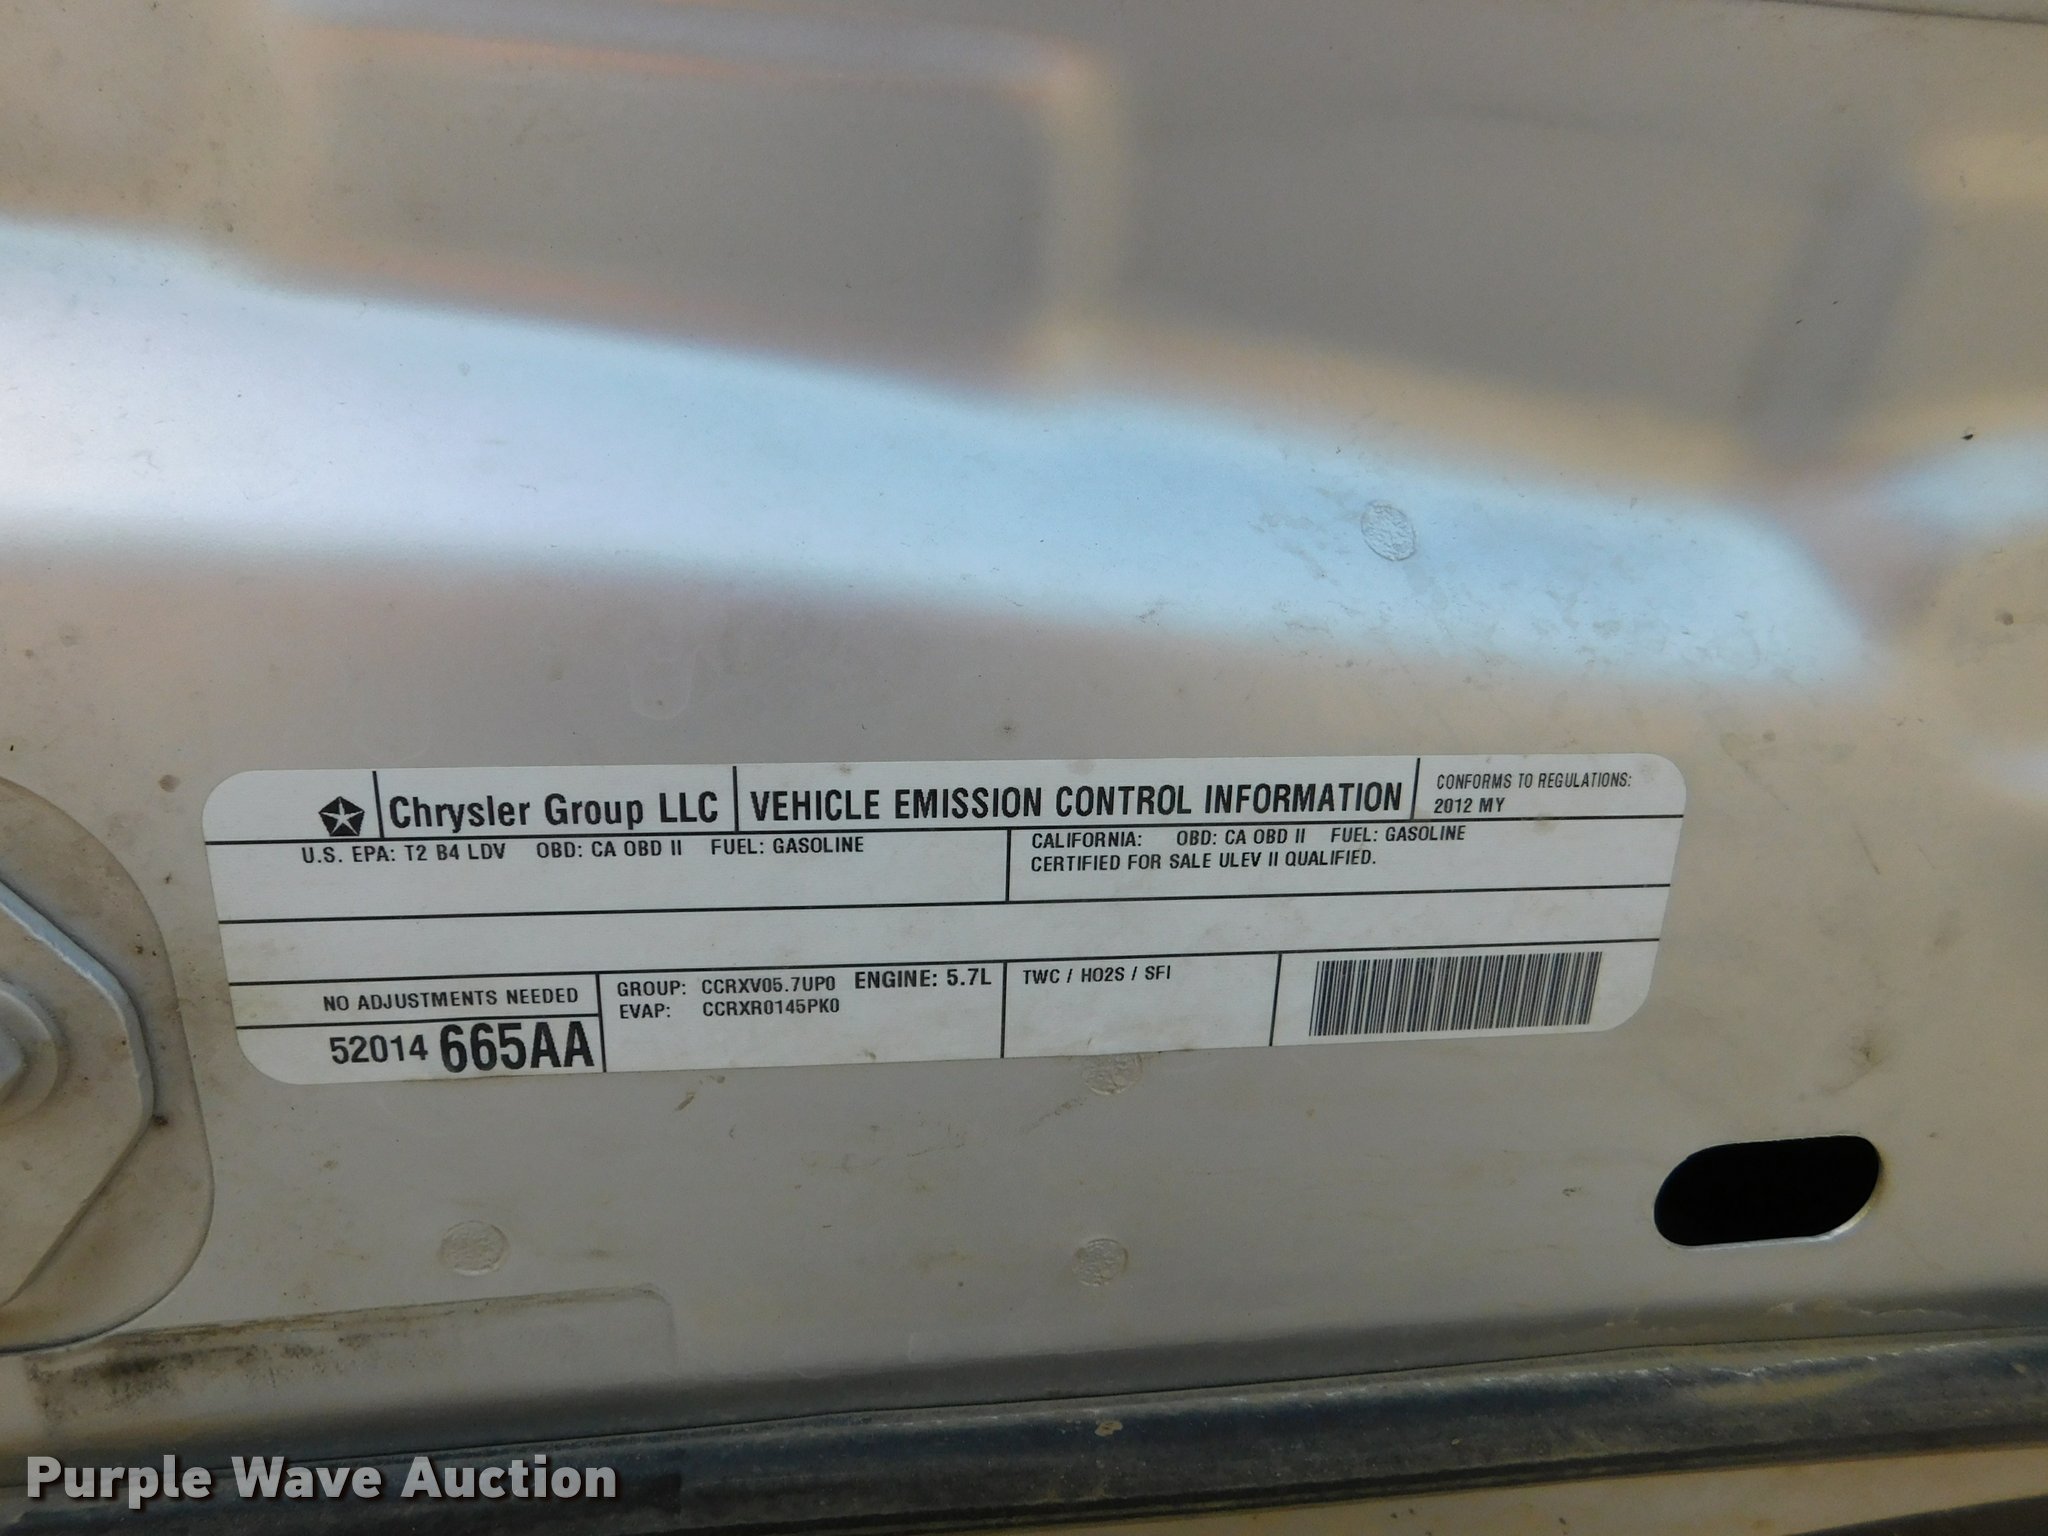 Chrysler Group LLC
VEHICLE EMISSION CONTROL INFORMATION
CONFORMS TO REGULATIONS:
2012 MY
U.S. EPA: T2 B4 LDV OBD: CA OBD II FUEL: GASOLINE
CALIFORNIA: OBD: CA OBD II FUEL: GASOLINE
CERTIFIED FOR SALE ULEV II QUALIFIED.
NO ADJUSTMENTS NEEDED
52014 665AA
GROUP: CCRXV05.7UP0 ENGINE: 5.7L
EVAP: CCRXR0145PK0
TWC / HO2S / SFI
Purple Wave Auction